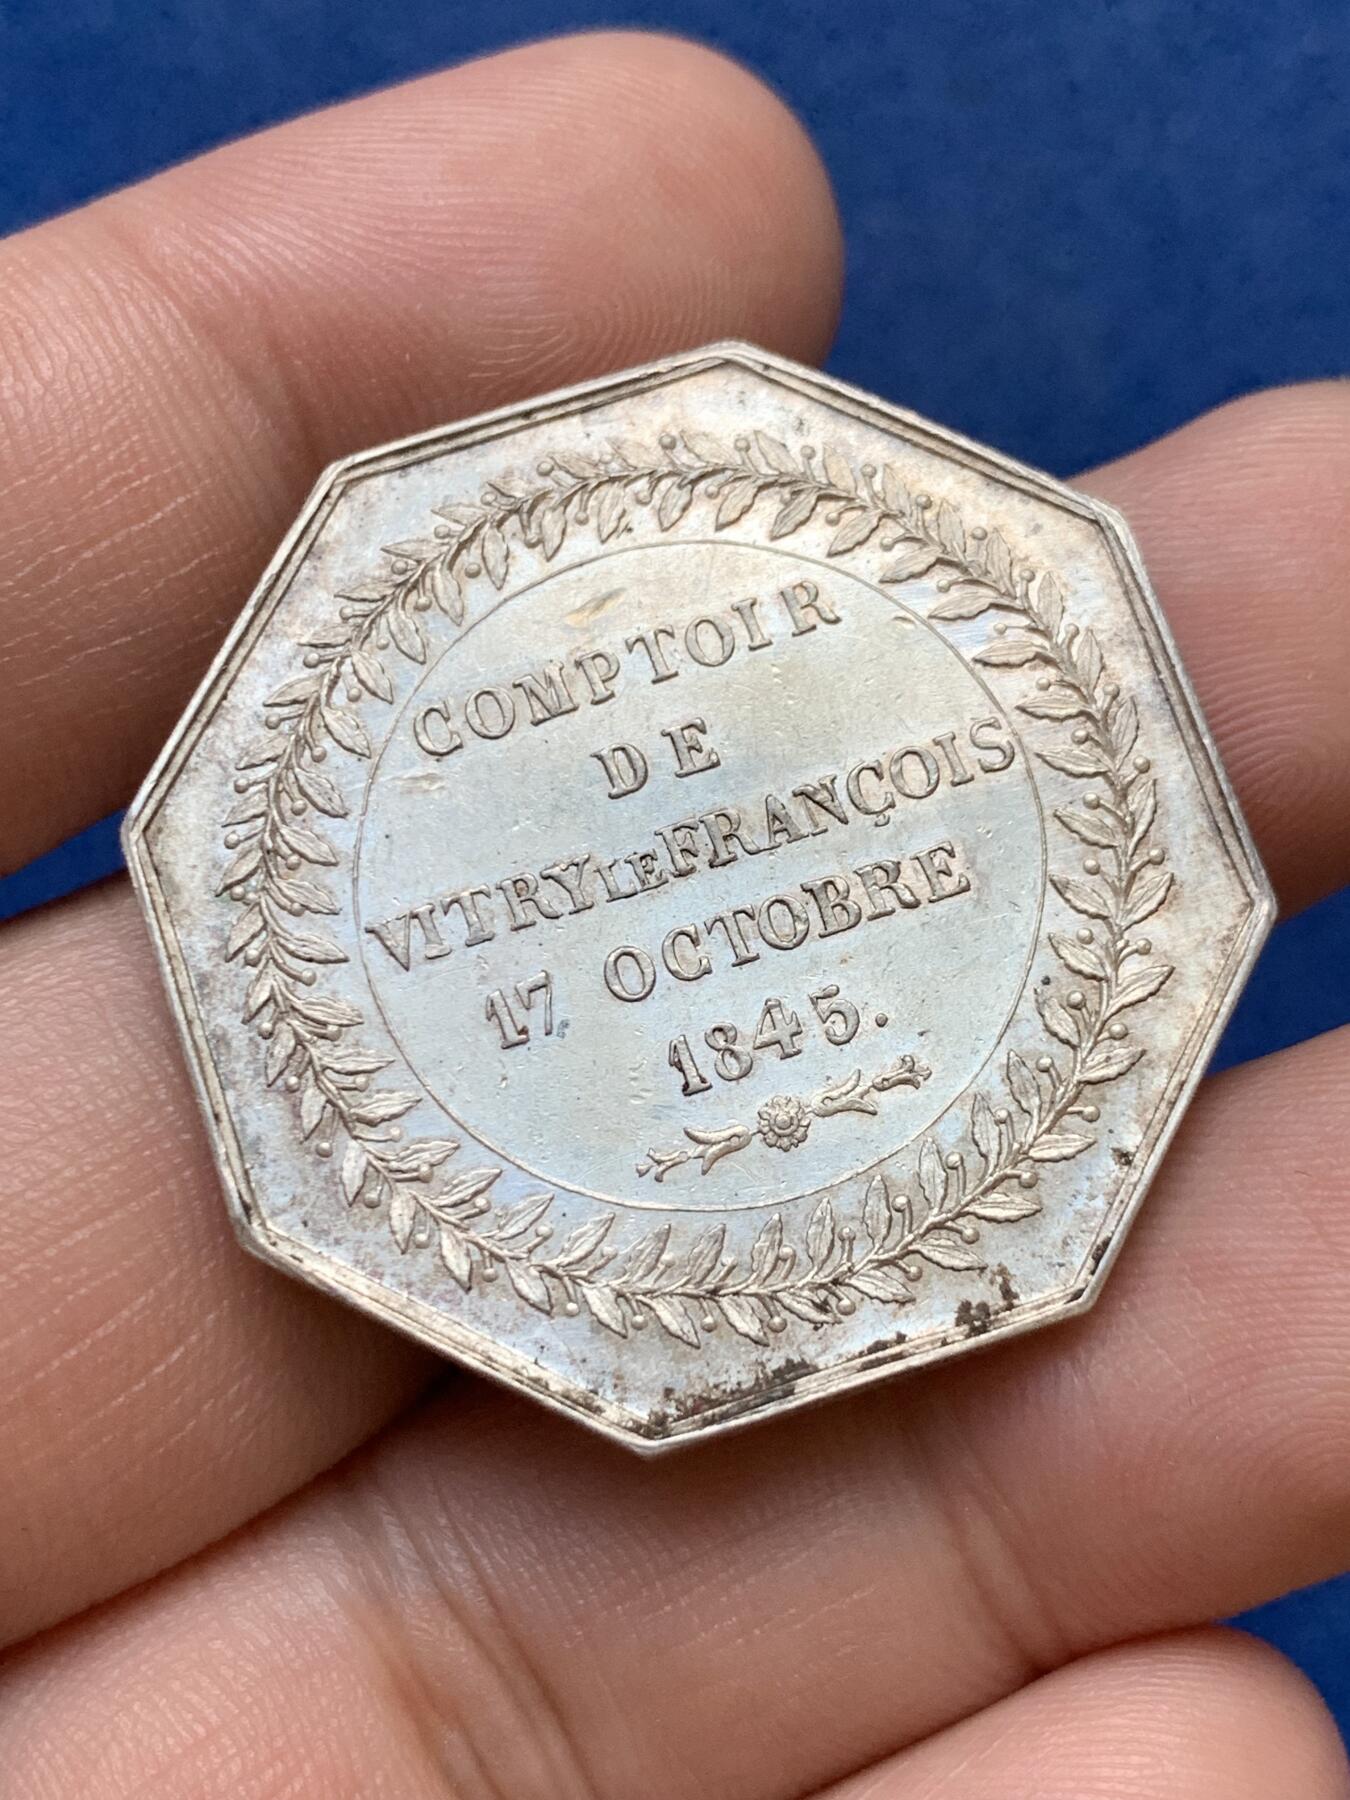 COMPTOIR
DE
VITRY LE FRANÇOIS
17 OCTOBRE
1845.